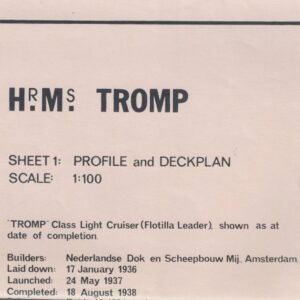 HR.MS. TROMP
SHEET 1: PROFILE and DECKPLAN
SCALE: 1:100
"TROMP" Class Light Cruiser (Flotilla Leader), shown as at
date of completion.
Builders: Nederlandse Dok en Scheepbouw Mij, Amsterdam
Laid down: 17 January 1936
Launched: 24 May 1937
Completed: 18 August 1938